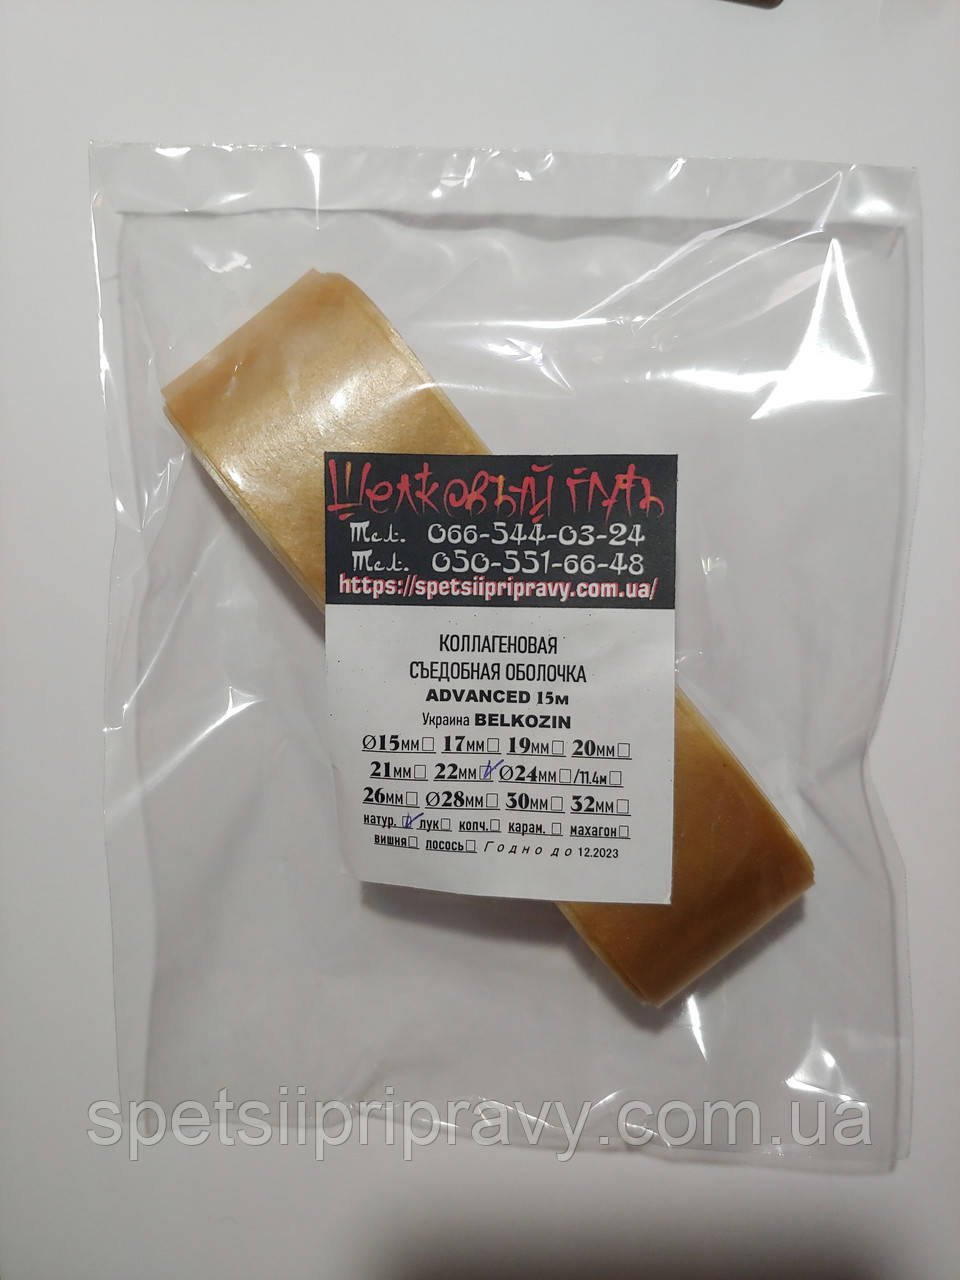 Шелковый путь
Тел. 066-544-03-24
Тел. 050-551-66-48
https://spetsiipripravy.com.ua/
КОЛЛАГЕНОВАЯ
СЪЕДОБНАЯ ОБОЛОЧКА
ADVANCED 15м
Украина BELKOZIN
Ø15мм☐ 17мм☐ 19мм☐ 20мм☐
21мм☐ 22мм☑ Ø24мм☐/11.4м☐
26мм☐ Ø28мм☐ 30мм☐ 32мм☐
натур. ☑ лук☐ копч.☐ карам. ☐ махагон☐
вишня☐ лосось☐ Годно до 12.2023
spetsiipripravy.com.ua